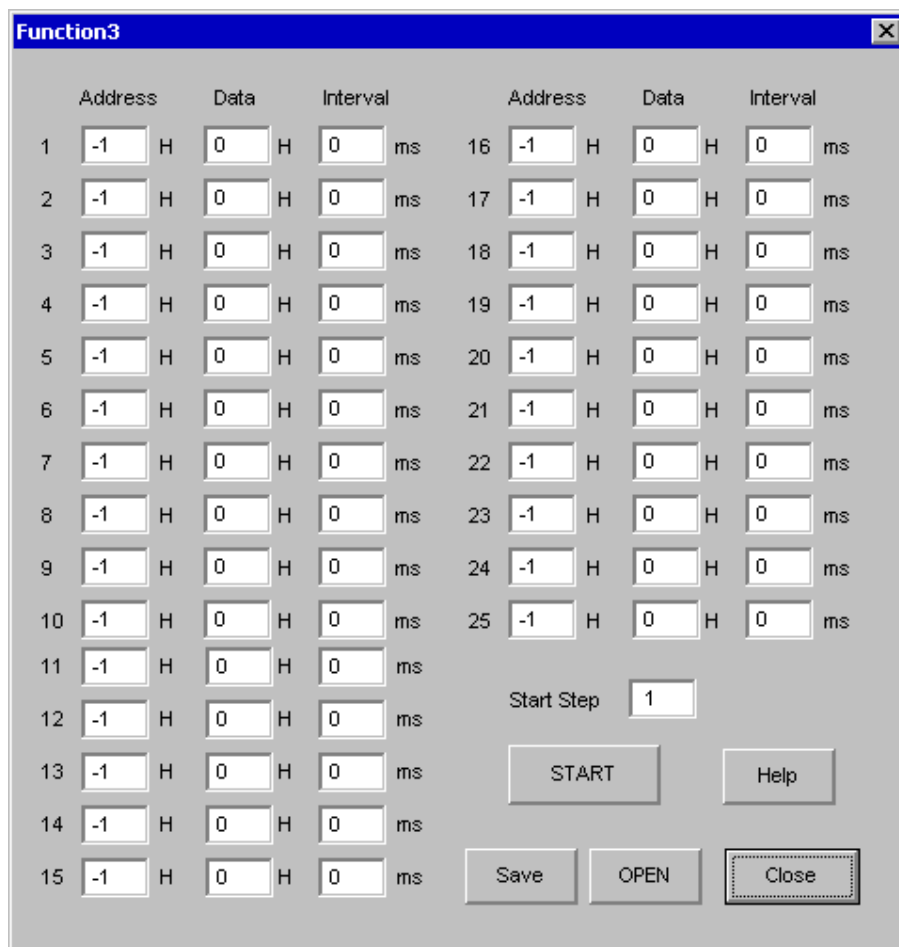 Function3
Address Data Interval Address Data Interval
1 -1 H 0 H 0 ms 16 -1 H 0 H 0 ms
2 -1 H 0 H 0 ms 17 -1 H 0 H 0 ms
3 -1 H 0 H 0 ms 18 -1 H 0 H 0 ms
4 -1 H 0 H 0 ms 19 -1 H 0 H 0 ms
5 -1 H 0 H 0 ms 20 -1 H 0 H 0 ms
6 -1 H 0 H 0 ms 21 -1 H 0 H 0 ms
7 -1 H 0 H 0 ms 22 -1 H 0 H 0 ms
8 -1 H 0 H 0 ms 23 -1 H 0 H 0 ms
9 -1 H 0 H 0 ms 24 -1 H 0 H 0 ms
10 -1 H 0 H 0 ms 25 -1 H 0 H 0 ms
11 -1 H 0 H 0 ms
12 -1 H 0 H 0 ms Start Step 1
13 -1 H 0 H 0 ms START Help
14 -1 H 0 H 0 ms
15 -1 H 0 H 0 ms Save OPEN Close